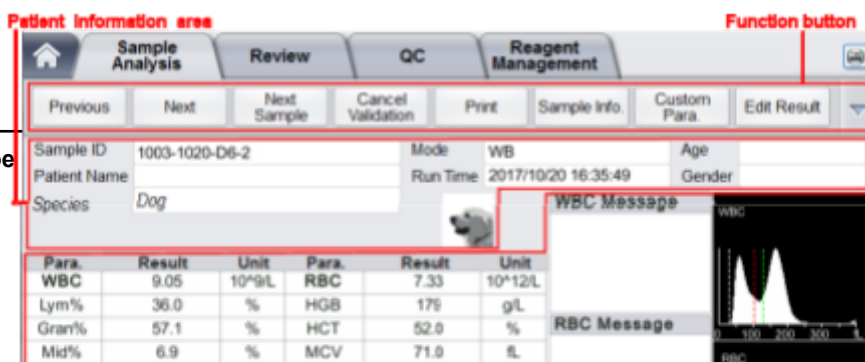 Patient Information area
Function button
Sample Analysis Review QC Reagent Management
Previous Next Next Sample Cancel Validation Print Sample Info. Custom Para. Edit Result
Sample ID 1003-1020-D6-2 Mode WB Age
Patient Name Run Time 2017/10/20 16:35:49 Gender
Species Dog
WBC Message
WBC
Para. Result Unit Para. Result Unit
WBC 9.05 10^9/L RBC 7.33 10^12/L
Lym% 36.0 % HGB 179 g/L
Gran% 57.1 % HCT 52.0 %
Mid% 6.9 % MCV 71.0 fL
RBC Message
100 200 300 fL
RBC